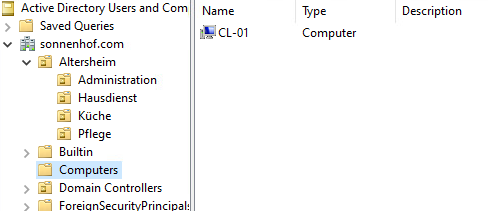 Active Directory Users and Com
Saved Queries
sonnenhof.com
Altersheim
Administration
Hausdienst
Küche
Pflege
Builtin
Computers
Domain Controllers
ForeignSecurityPrincipals
Name Type Description
CL-01 Computer